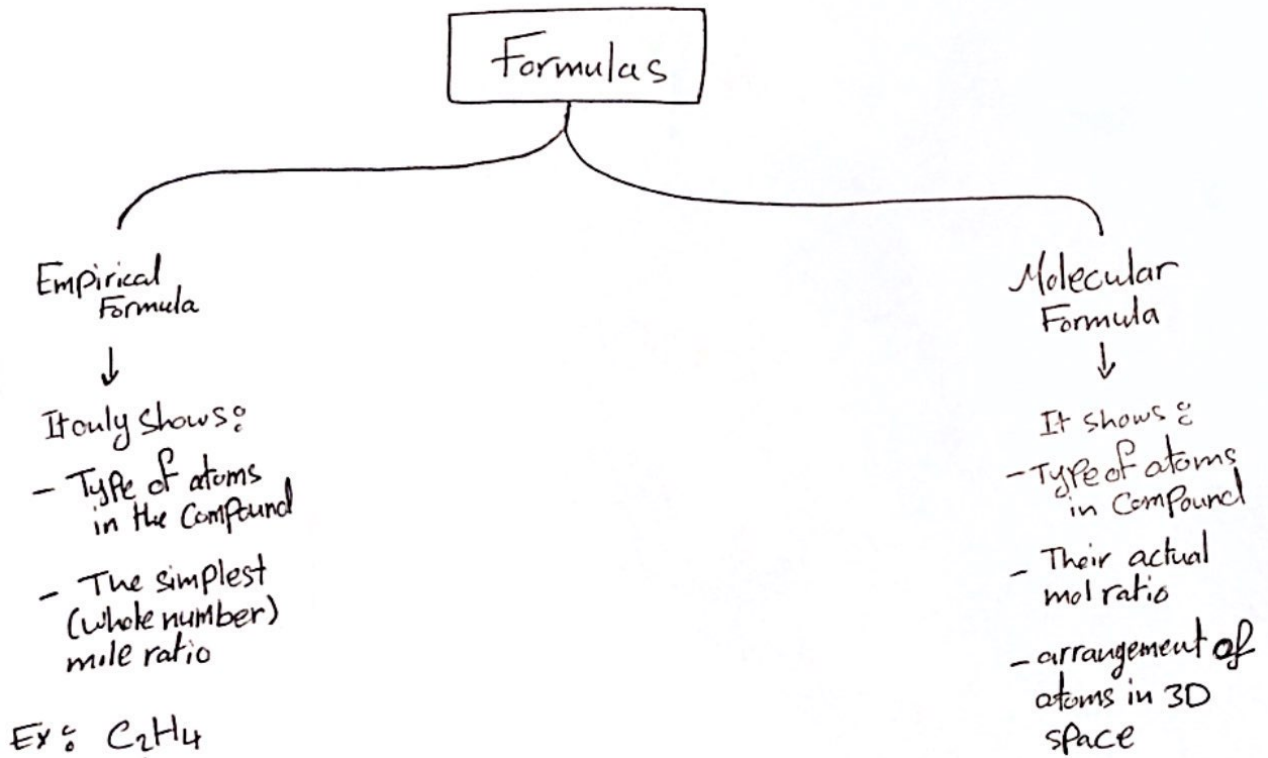 Formulas
Empirical
Formula
↓
It only shows:
- Type of atoms
in the Compound
- The simplest
(whole number)
mole ratio
Ex: C₂H₄
Molecular
Formula
↓
It shows:
- Type of atoms
in Compound
- Their actual
mol ratio
- arrangement of
atoms in 3D
space